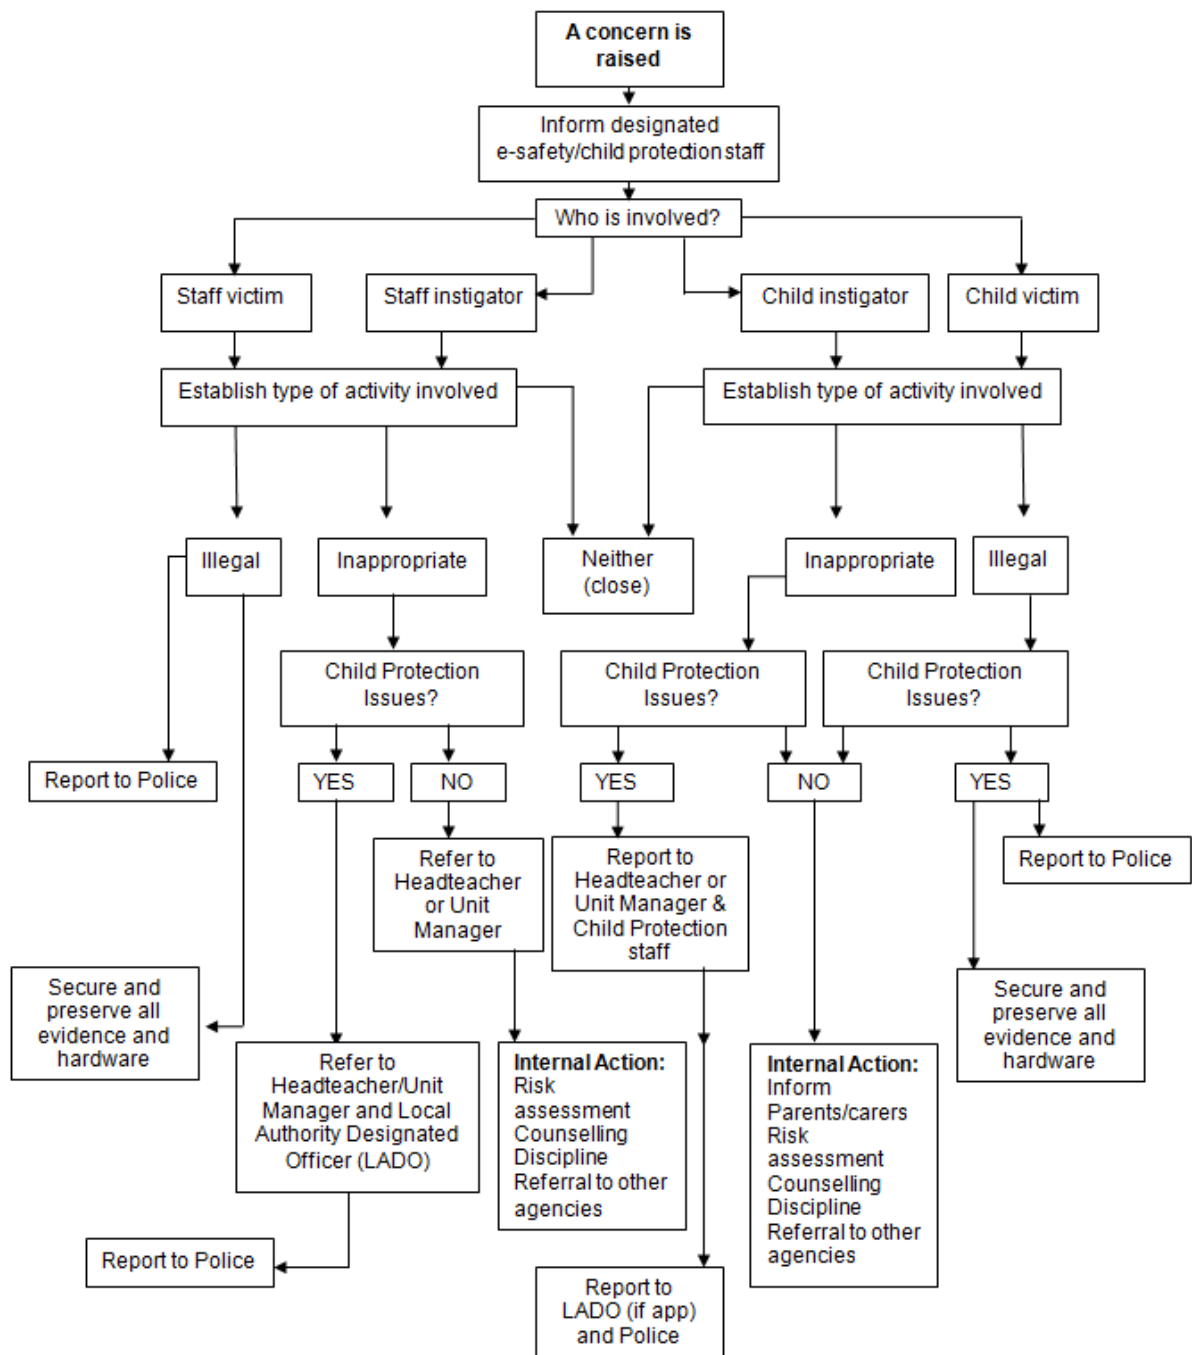 A concern is
raised
Inform designated
e-safety/child protection staff
Who is involved?
Staff victim
Staff instigator
Child instigator
Child victim
Establish type of activity involved
Establish type of activity involved
Illegal
Inappropriate
Neither
(close)
Inappropriate
Illegal
Child Protection
Issues?
Child Protection
Issues?
Child Protection
Issues?
Report to Police
YES
NO
YES
NO
YES
Refer to
Headteacher
or Unit
Manager
Report to
Headteacher or
Unit Manager &
Child Protection
staff
Report to Police
Secure and
preserve all
evidence and
hardware
Secure and
preserve all
evidence and
hardware
Refer to
Headteacher/Unit
Manager and Local
Authority Designated
Officer (LADO)
Internal Action:
Risk
assessment
Counselling
Discipline
Referral to other
agencies
Internal Action:
Inform
Parents/carers
Risk
assessment
Counselling
Discipline
Referral to other
agencies
Report to Police
Report to
LADO (if app)
and Police